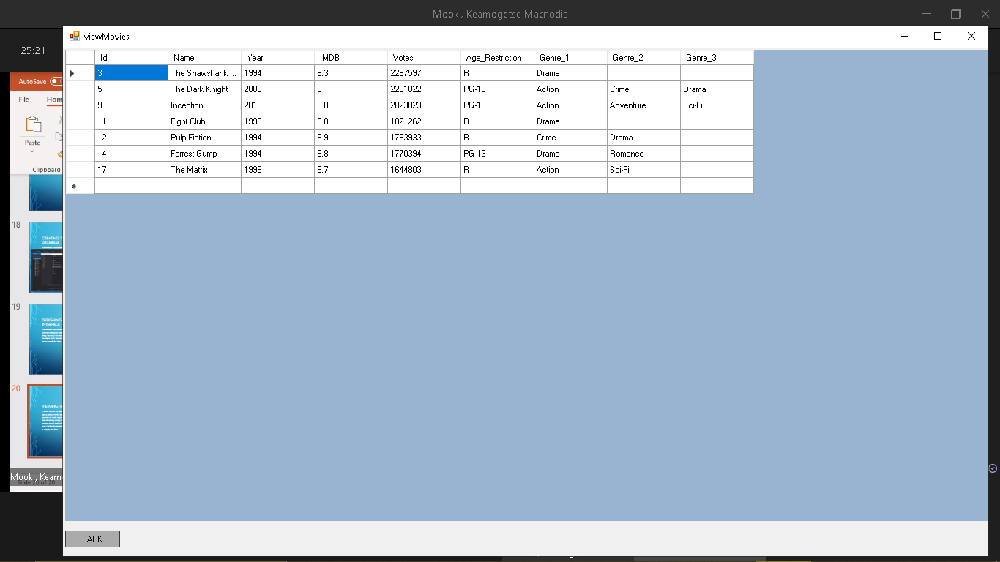 Mooki, Keamogetse Macnodia
viewMovies
25:21
AutoSave
File Hom
Paste
Clipboard
18
CREATING T
DATABASE
19
DESIGNING
INTERFACE
20
VIEWING T
Mooki, Keam
Slide 20 of 20
Id Name Year IMDB Votes Age_Restriction Genre_1 Genre_2 Genre_3
3 The Shawshank ... 1994 9.3 2297597 R Drama
5 The Dark Knight 2008 9 2261822 PG-13 Action Crime Drama
9 Inception 2010 8.8 2023823 PG-13 Action Adventure Sci-Fi
11 Fight Club 1999 8.8 1821262 R Drama
12 Pulp Fiction 1994 8.9 1793933 R Crime Drama
14 Forrest Gump 1994 8.8 1770394 PG-13 Drama Romance
17 The Matrix 1999 8.7 1644803 R Action Sci-Fi
BACK